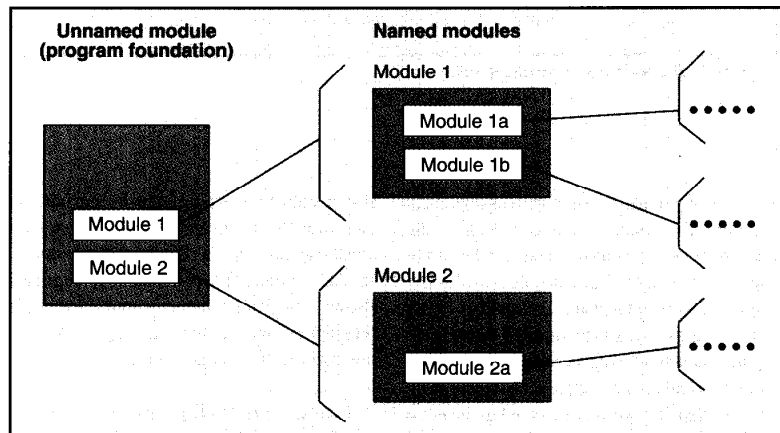 Unnamed module
(program foundation)
Module 1
Module 2
Named modules
Module 1
Module 1a
Module 1b
Module 2
Module 2a